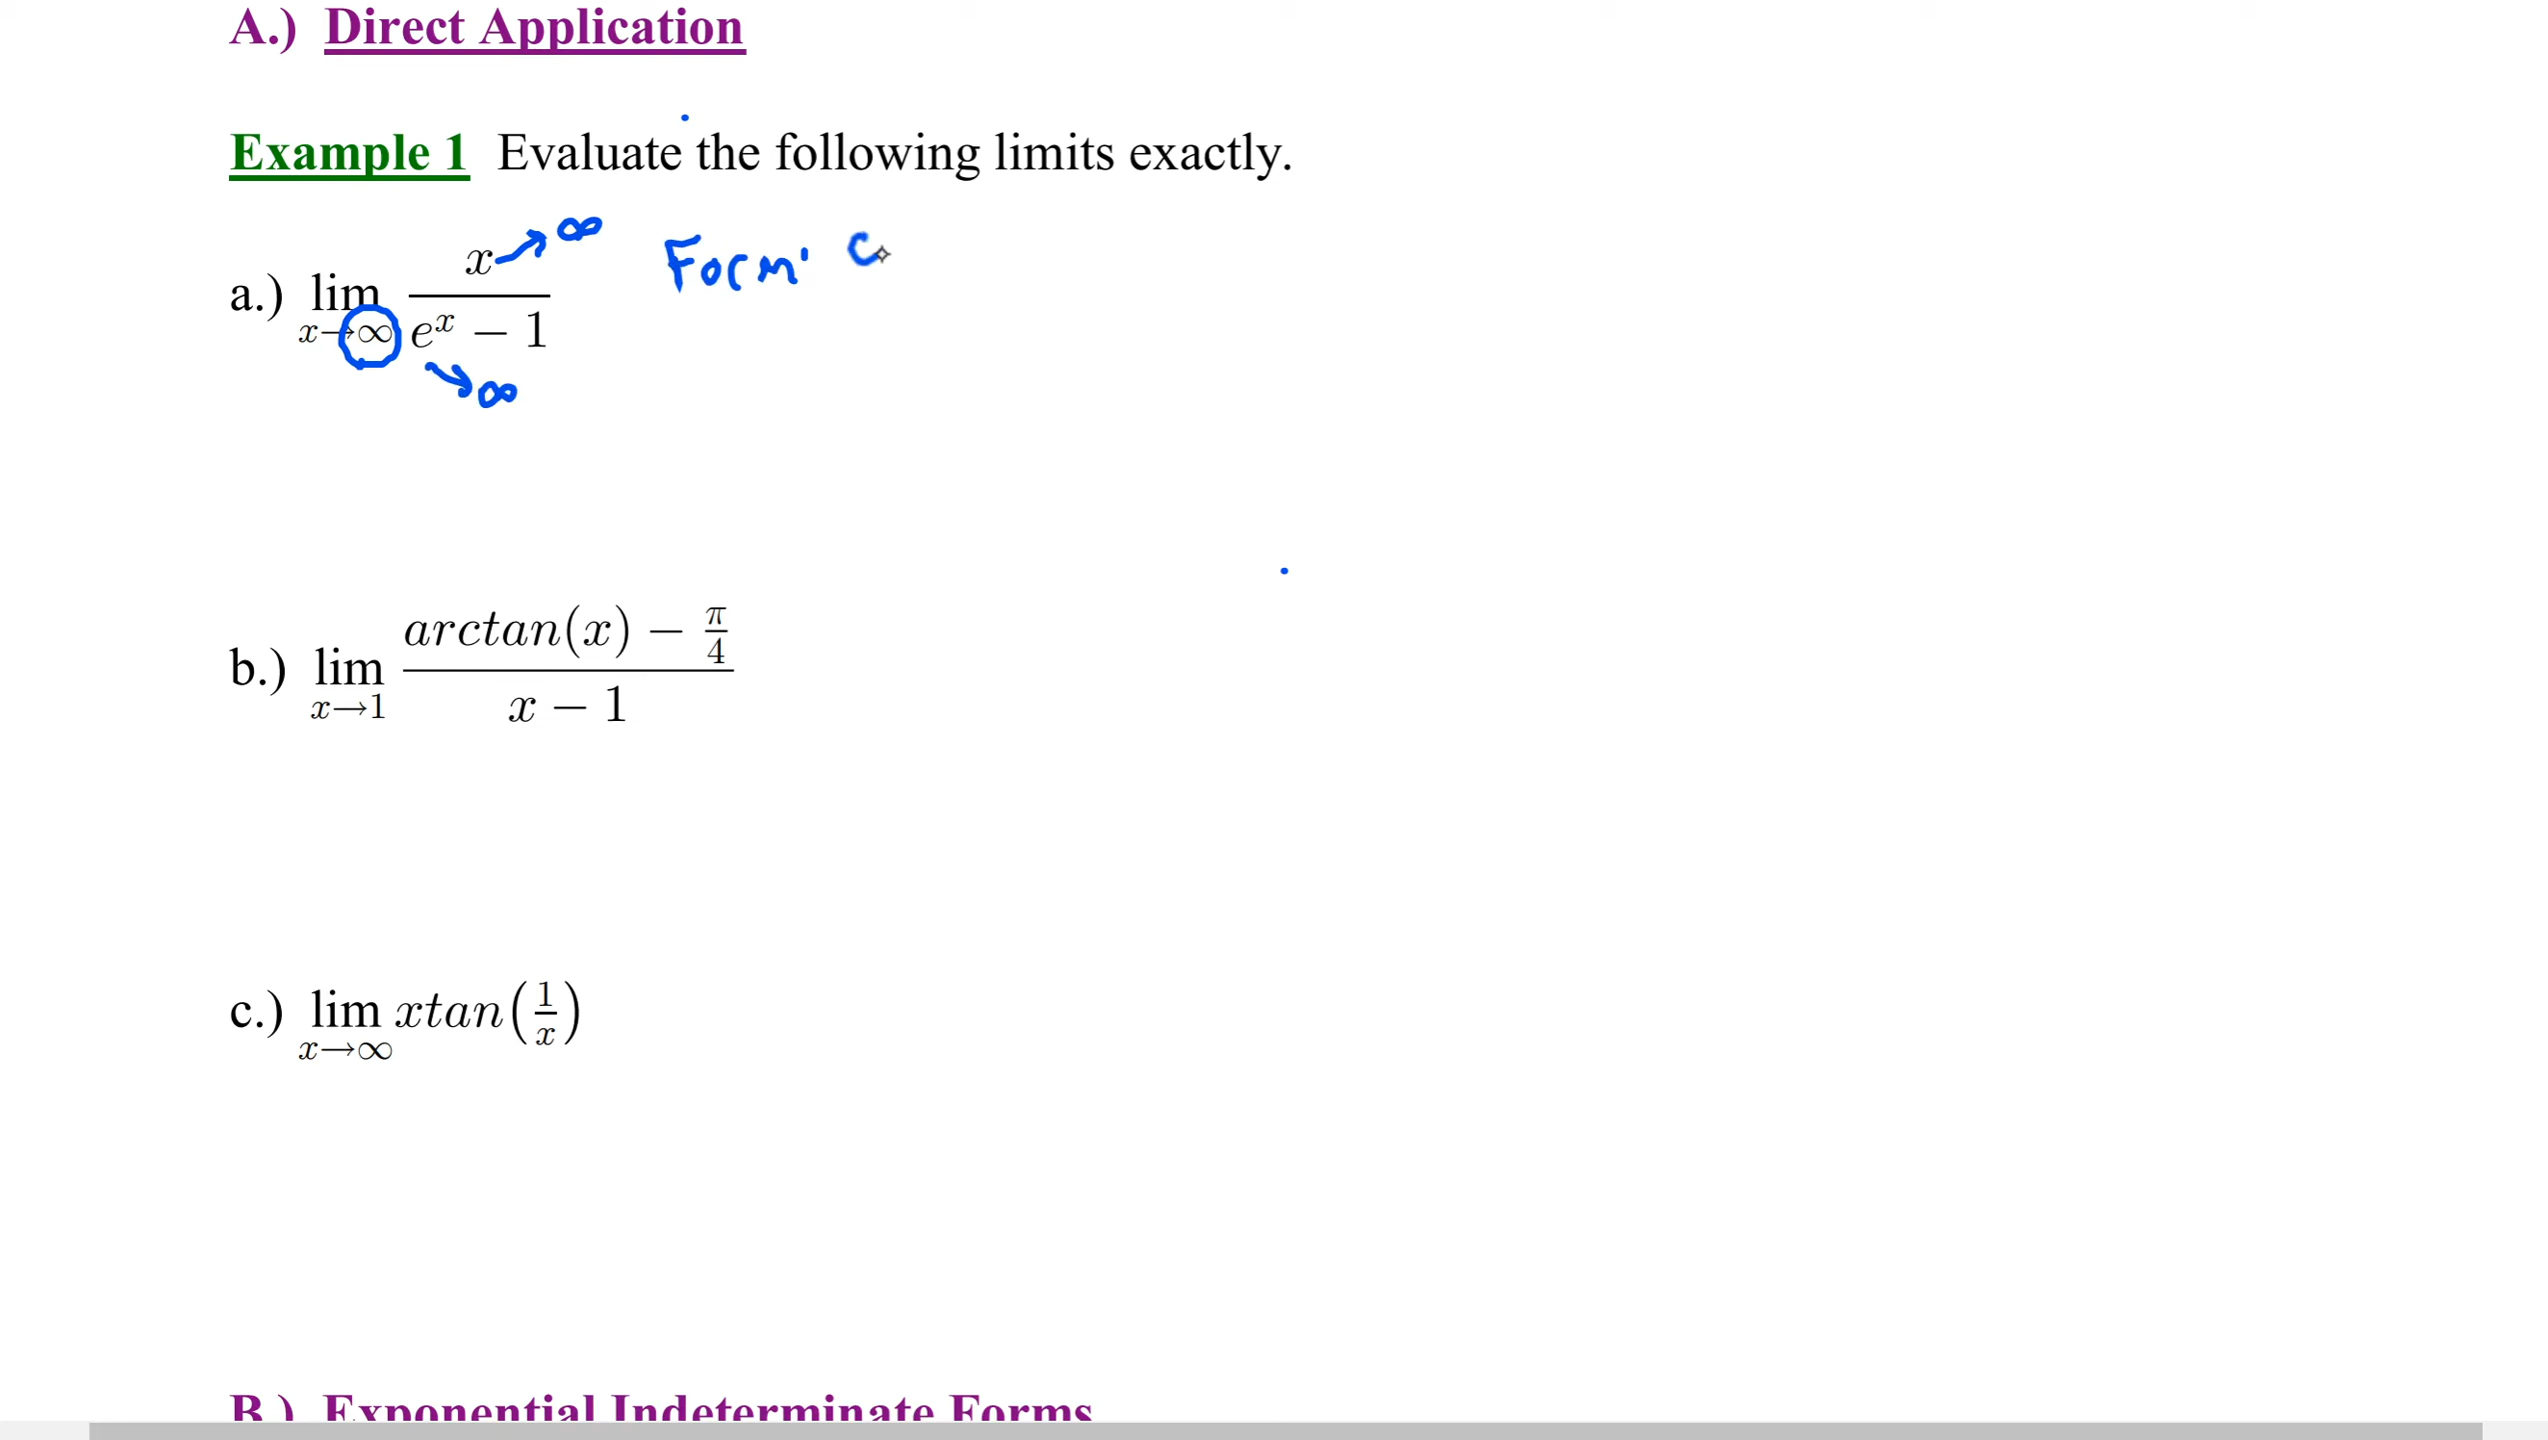 A.) Direct Application
Example 1 Evaluate the following limits exactly.
a.) lim x→∞ x / (eˣ − 1) → ∞ → ∞ Form:
b.) lim x→1 (arctan(x) − π/4) / (x − 1)
c.) lim x→∞ xtan(1/x)
B.) Exponential Indeterminate Forms